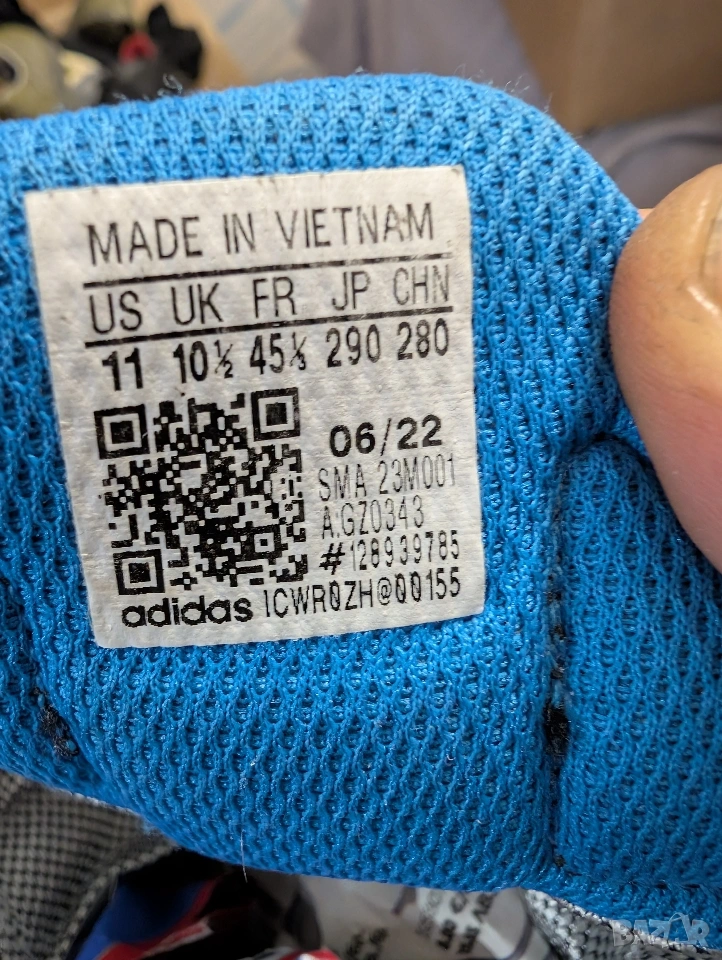 MADE IN VIETNAM
US UK FR JP CHN
11 10½ 45⅓ 290 280
06/22
SMA 23M001
A.GZ0343
#128939785
adidas ICWR0ZH@00155
BAZAR